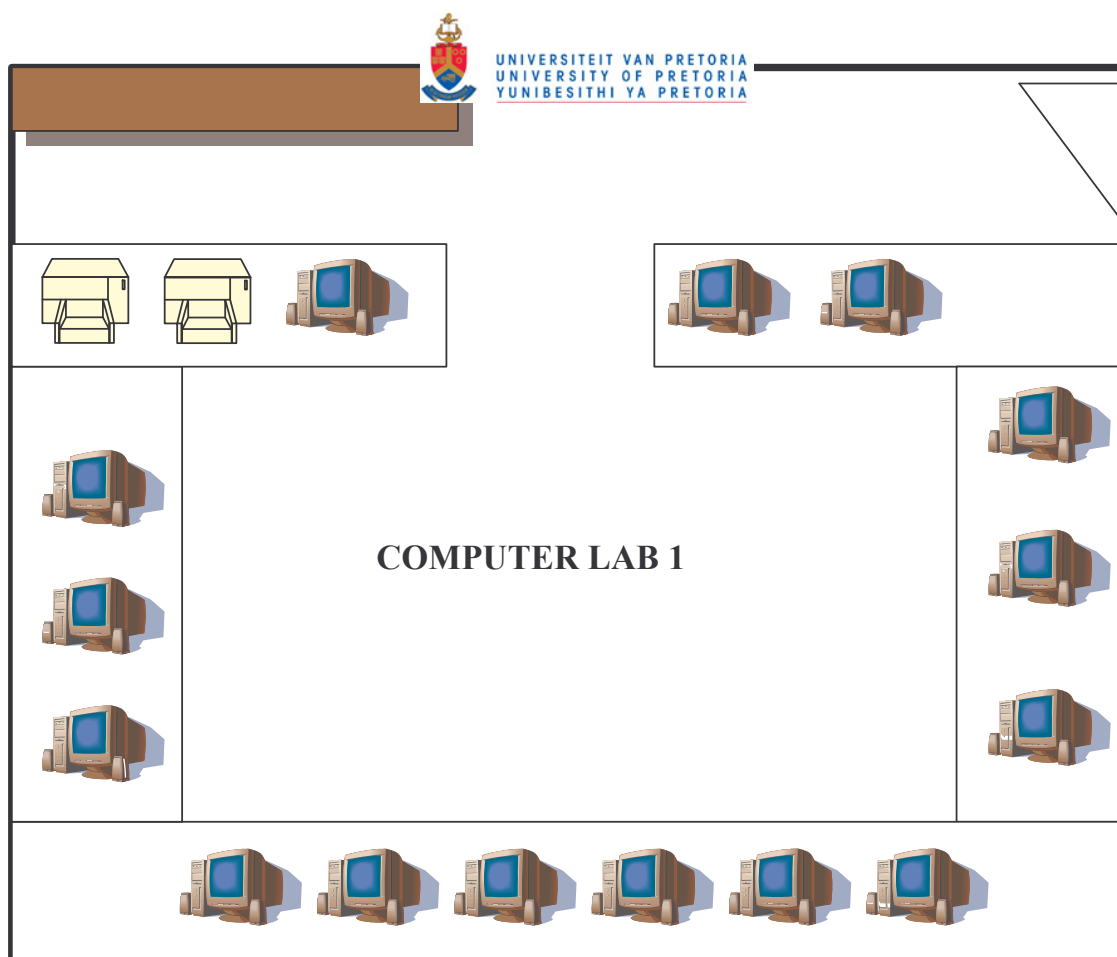 UNIVERSITEIT VAN PRETORIA
UNIVERSITY OF PRETORIA
YUNIBESITHI YA PRETORIA
COMPUTER LAB 1